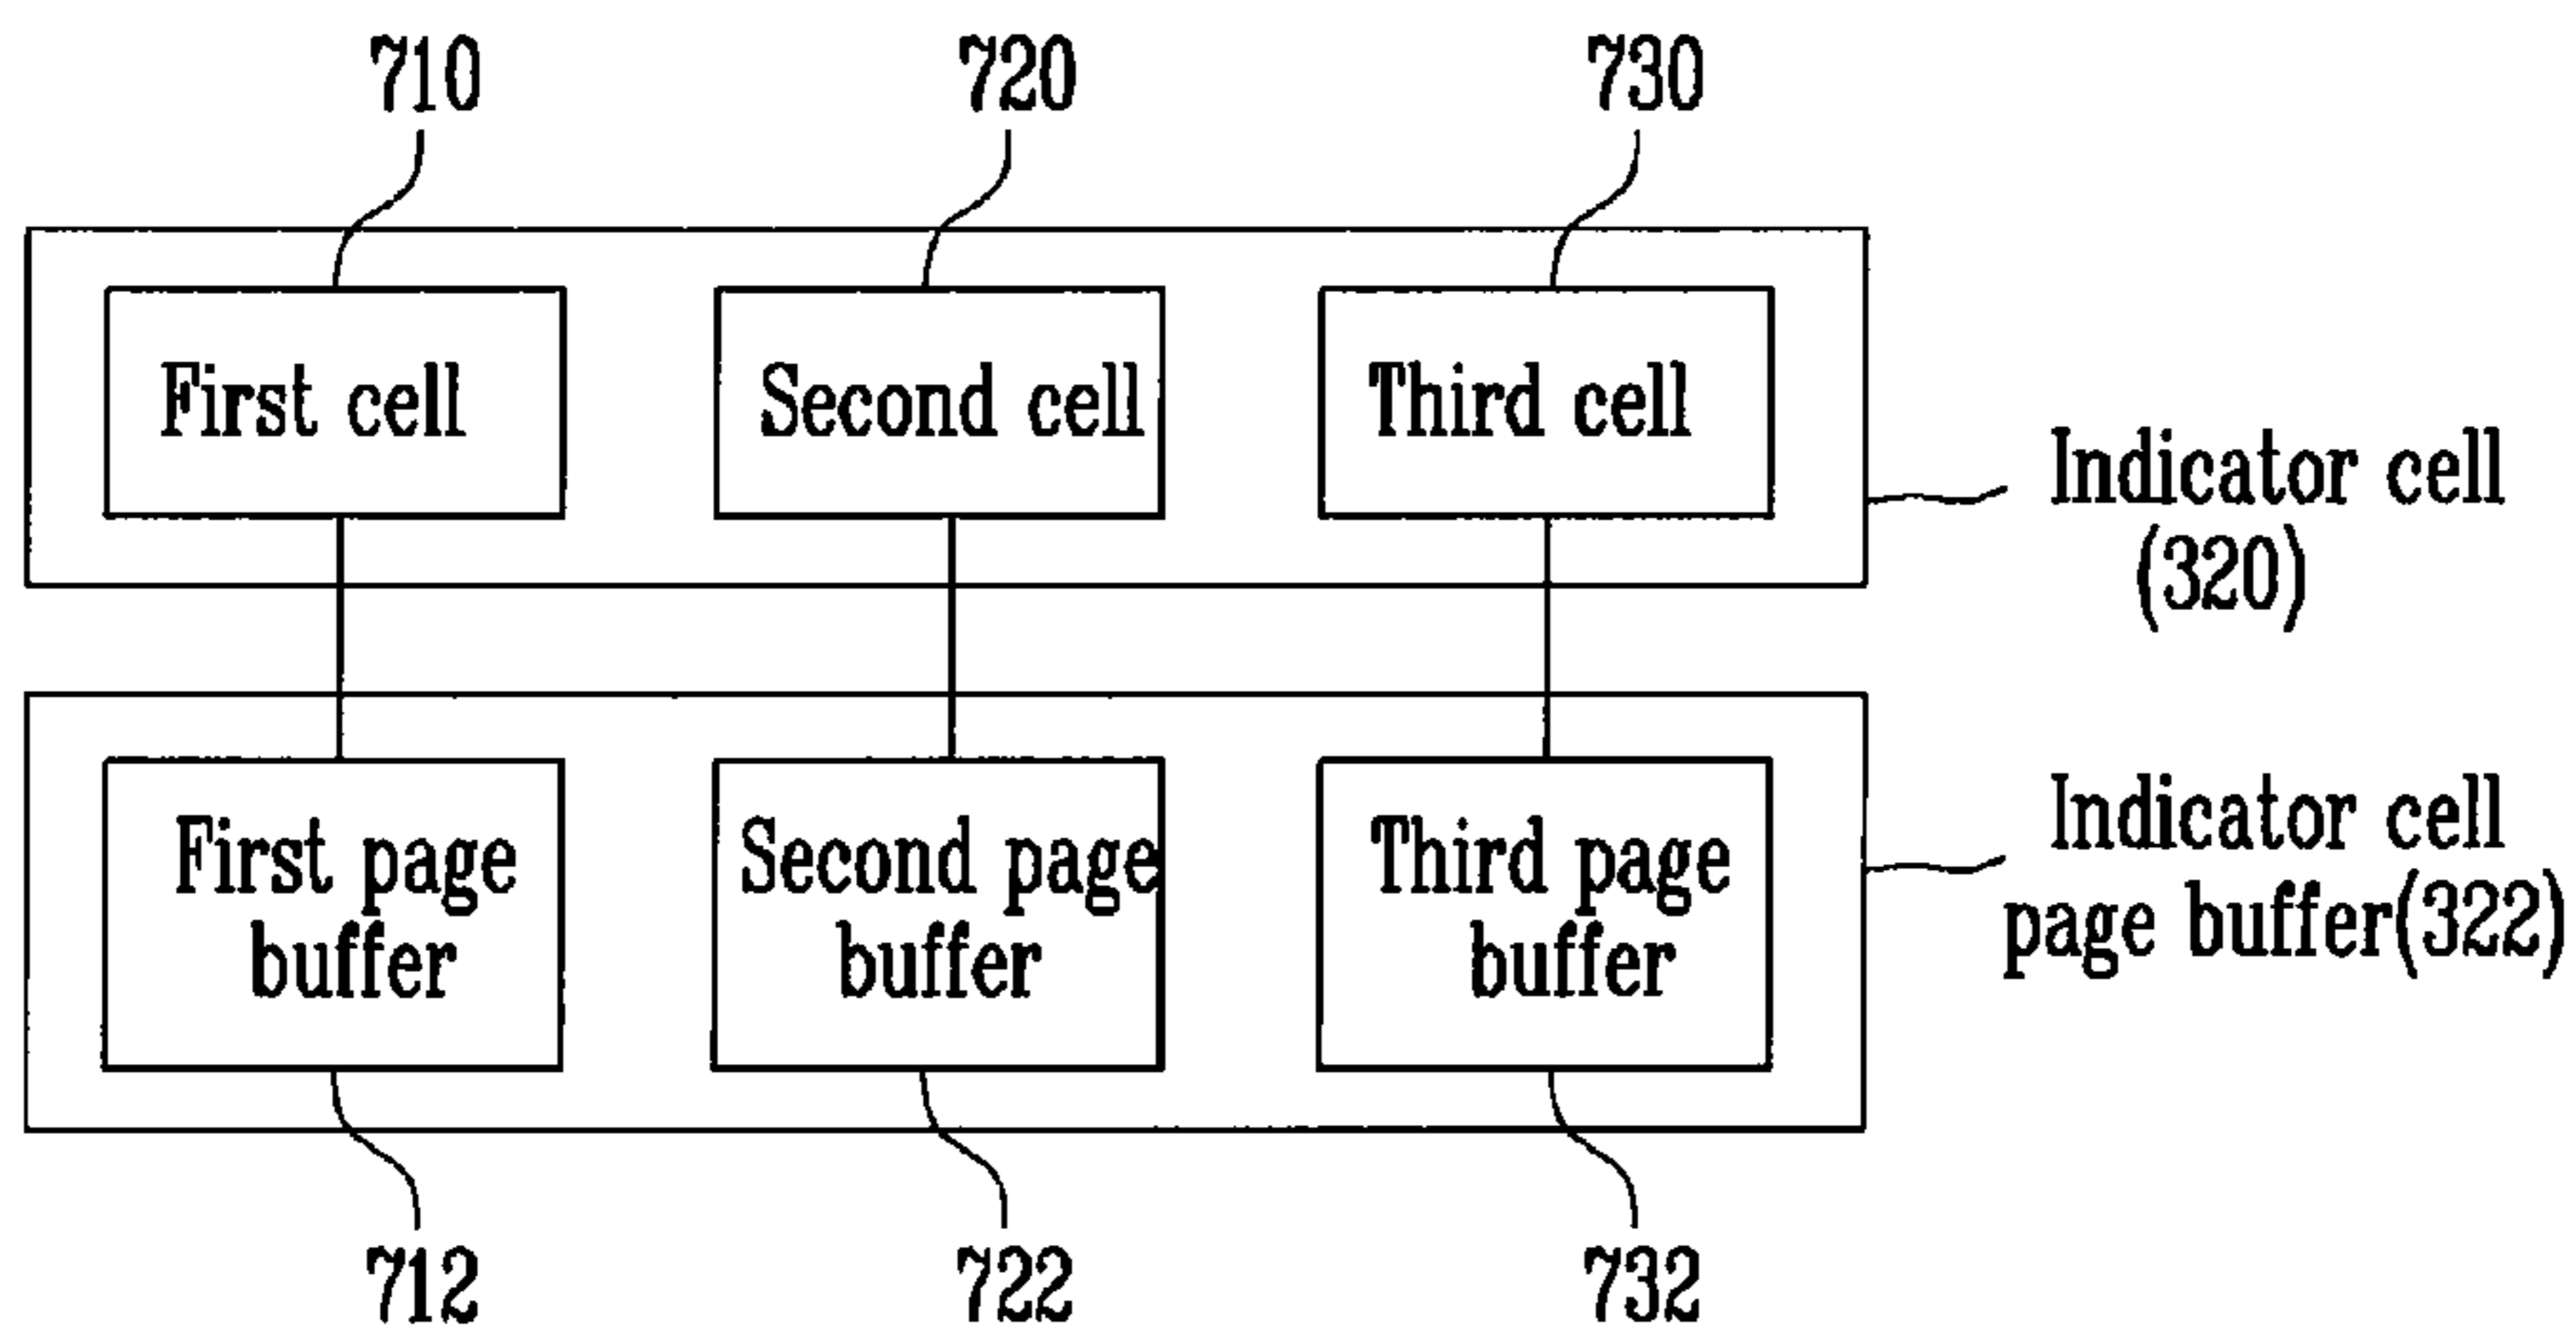 710
720
730
First cell
Second cell
Third cell
Indicator cell
(320)
First page
buffer
Second page
buffer
Third page
buffer
Indicator cell
page buffer(322)
712
722
732